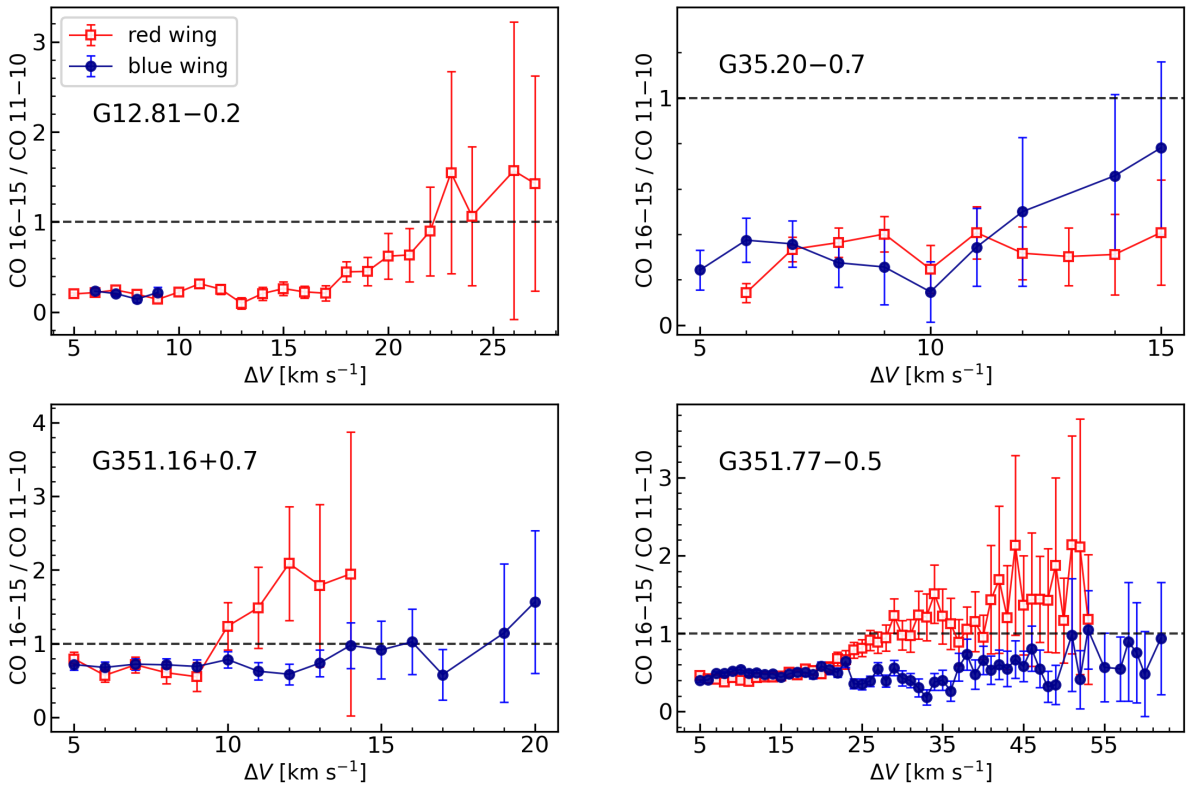 CO 16−15 / CO 11−10
3
2
1
0
red wing
blue wing
G12.81−0.2
5 10 15 20 25
ΔV [km s⁻¹]
CO 16−15 / CO 11−10
1
0
G35.20−0.7
5 10 15
ΔV [km s⁻¹]
CO 16−15 / CO 11−10
4
3
2
1
0
G351.16+0.7
5 10 15 20
ΔV [km s⁻¹]
CO 16−15 / CO 11−10
3
2
1
0
G351.77−0.5
5 15 25 35 45 55
ΔV [km s⁻¹]